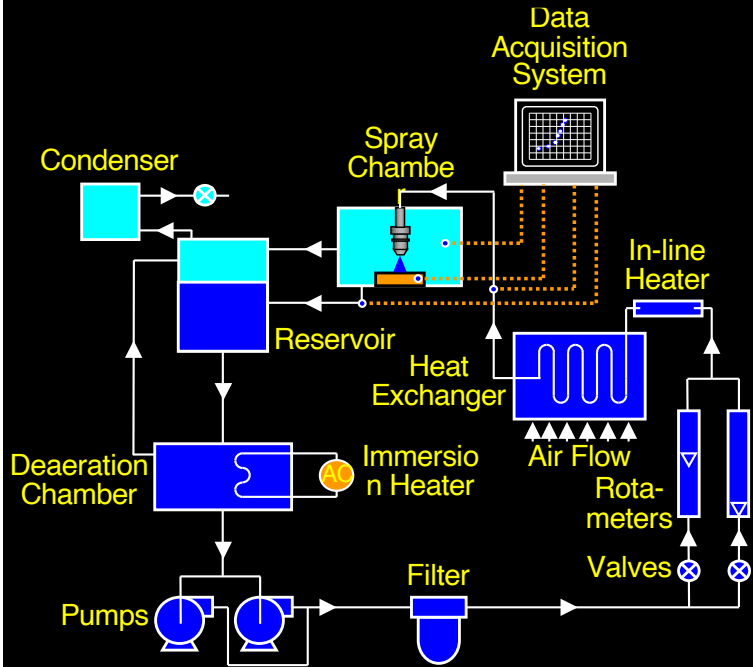 Data
Acquisition
System
Spray
Chambe
Condenser
In-line
Heater
Reservoir
Heat
Exchanger
Air Flow
Deaeration
Chamber
AC
Immersio
n Heater
Rota-
meters
Valves
Filter
Pumps